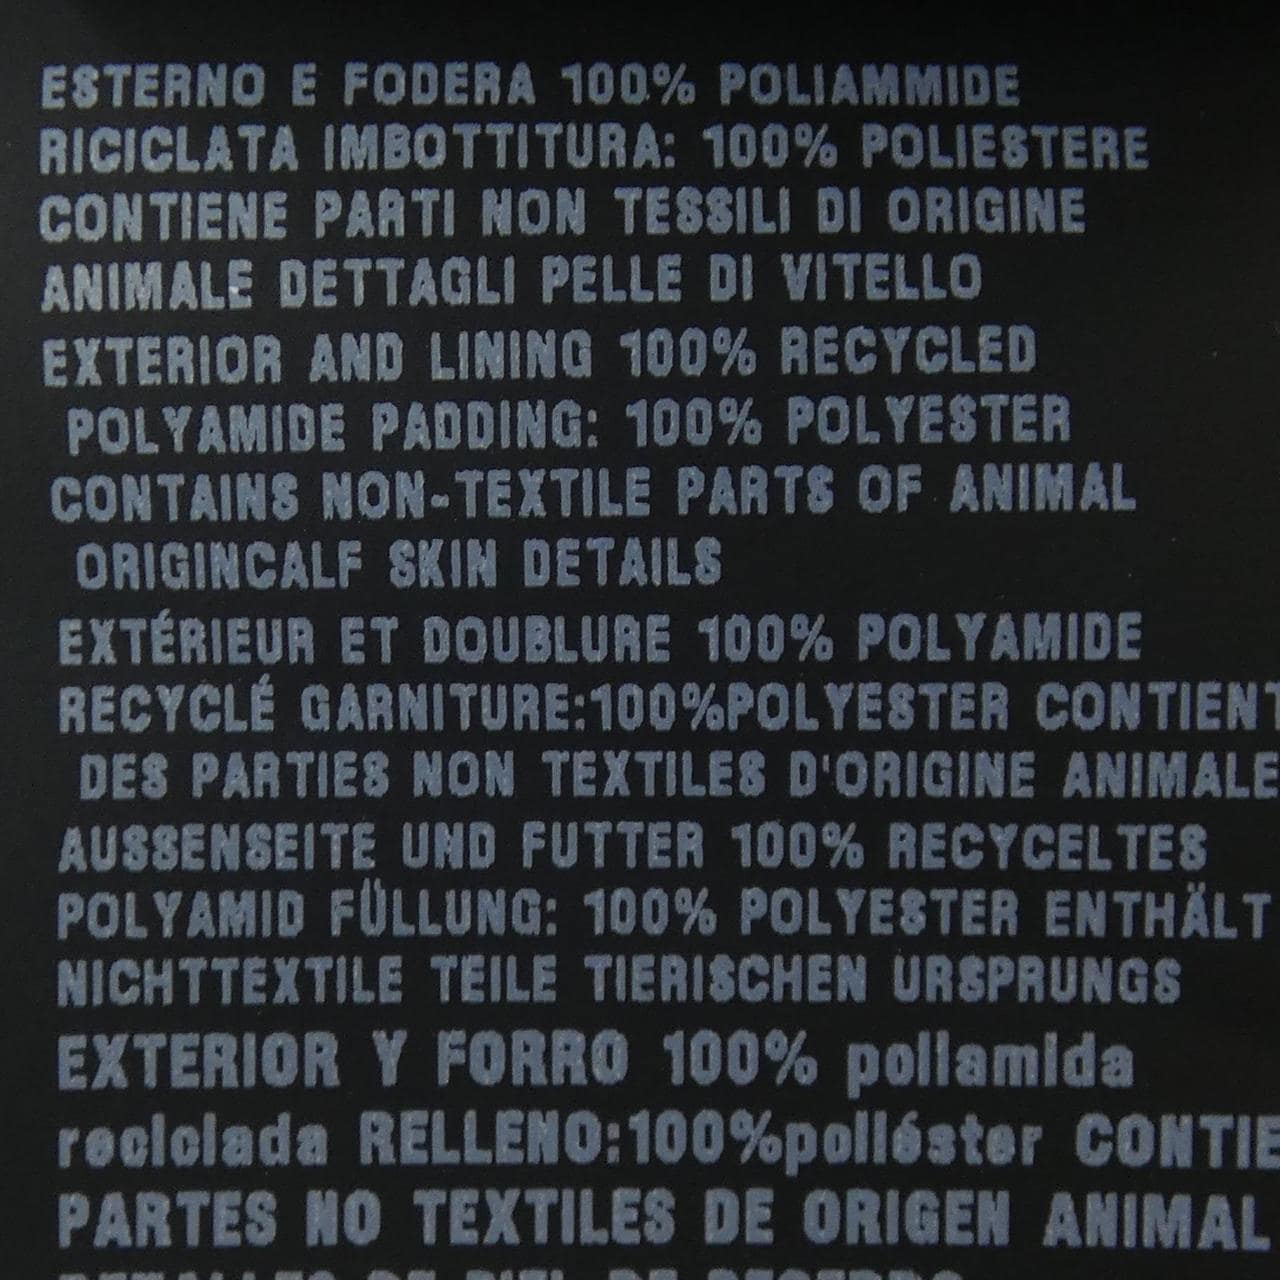 ESTERNO E FODERA 100% POLIAMMIDE
RICICLATA IMBOTTITURA: 100% POLIESTERE
CONTIENE PARTI NON TESSILI DI ORIGINE
ANIMALE DETTAGLI PELLE DI VITELLO
EXTERIOR AND LINING 100% RECYCLED
POLYAMIDE PADDING: 100% POLYESTER
CONTAINS NON-TEXTILE PARTS OF ANIMAL
ORIGINCALF SKIN DETAILS
EXTÉRIEUR ET DOUBLURE 100% POLYAMIDE
RECYCLÉ GARNITURE:100%POLYESTER CONTIENT
DES PARTIES NON TEXTILES D'ORIGINE ANIMALE
AUSSENSEITE UND FUTTER 100% RECYCELTES
POLYAMID FÜLLUNG: 100% POLYESTER ENTHÄLT
NICHTTEXTILE TEILE TIERISCHEN URSPRUNGS
EXTERIOR Y FORRO 100% poliamida
reciclada RELLENO:100%poliéster CONTIE
PARTES NO TEXTILES DE ORIGEN ANIMAL